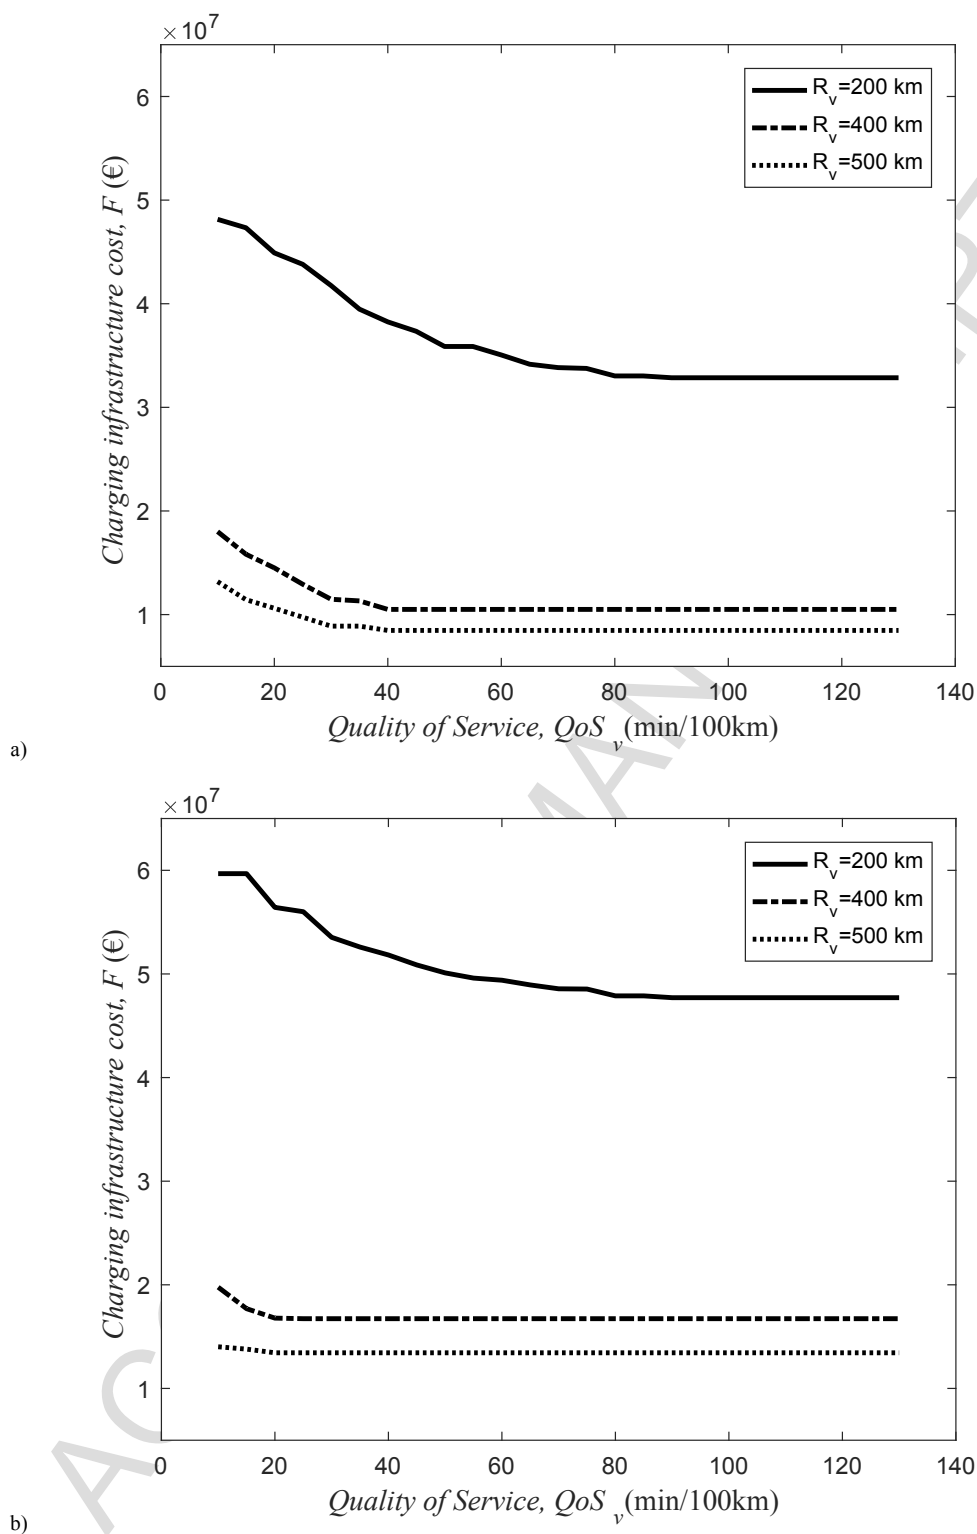 ×10⁷
6
5
4
3
2
1
Charging infrastructure cost, F (€)
R_v=200 km
R_v=400 km
R_v=500 km
0 20 40 60 80 100 120 140
Quality of Service, QoS_v(min/100km)
a)
×10⁷
6
5
4
3
2
1
Charging infrastructure cost, F (€)
R_v=200 km
R_v=400 km
R_v=500 km
0 20 40 60 80 100 120 140
Quality of Service, QoS_v(min/100km)
b)